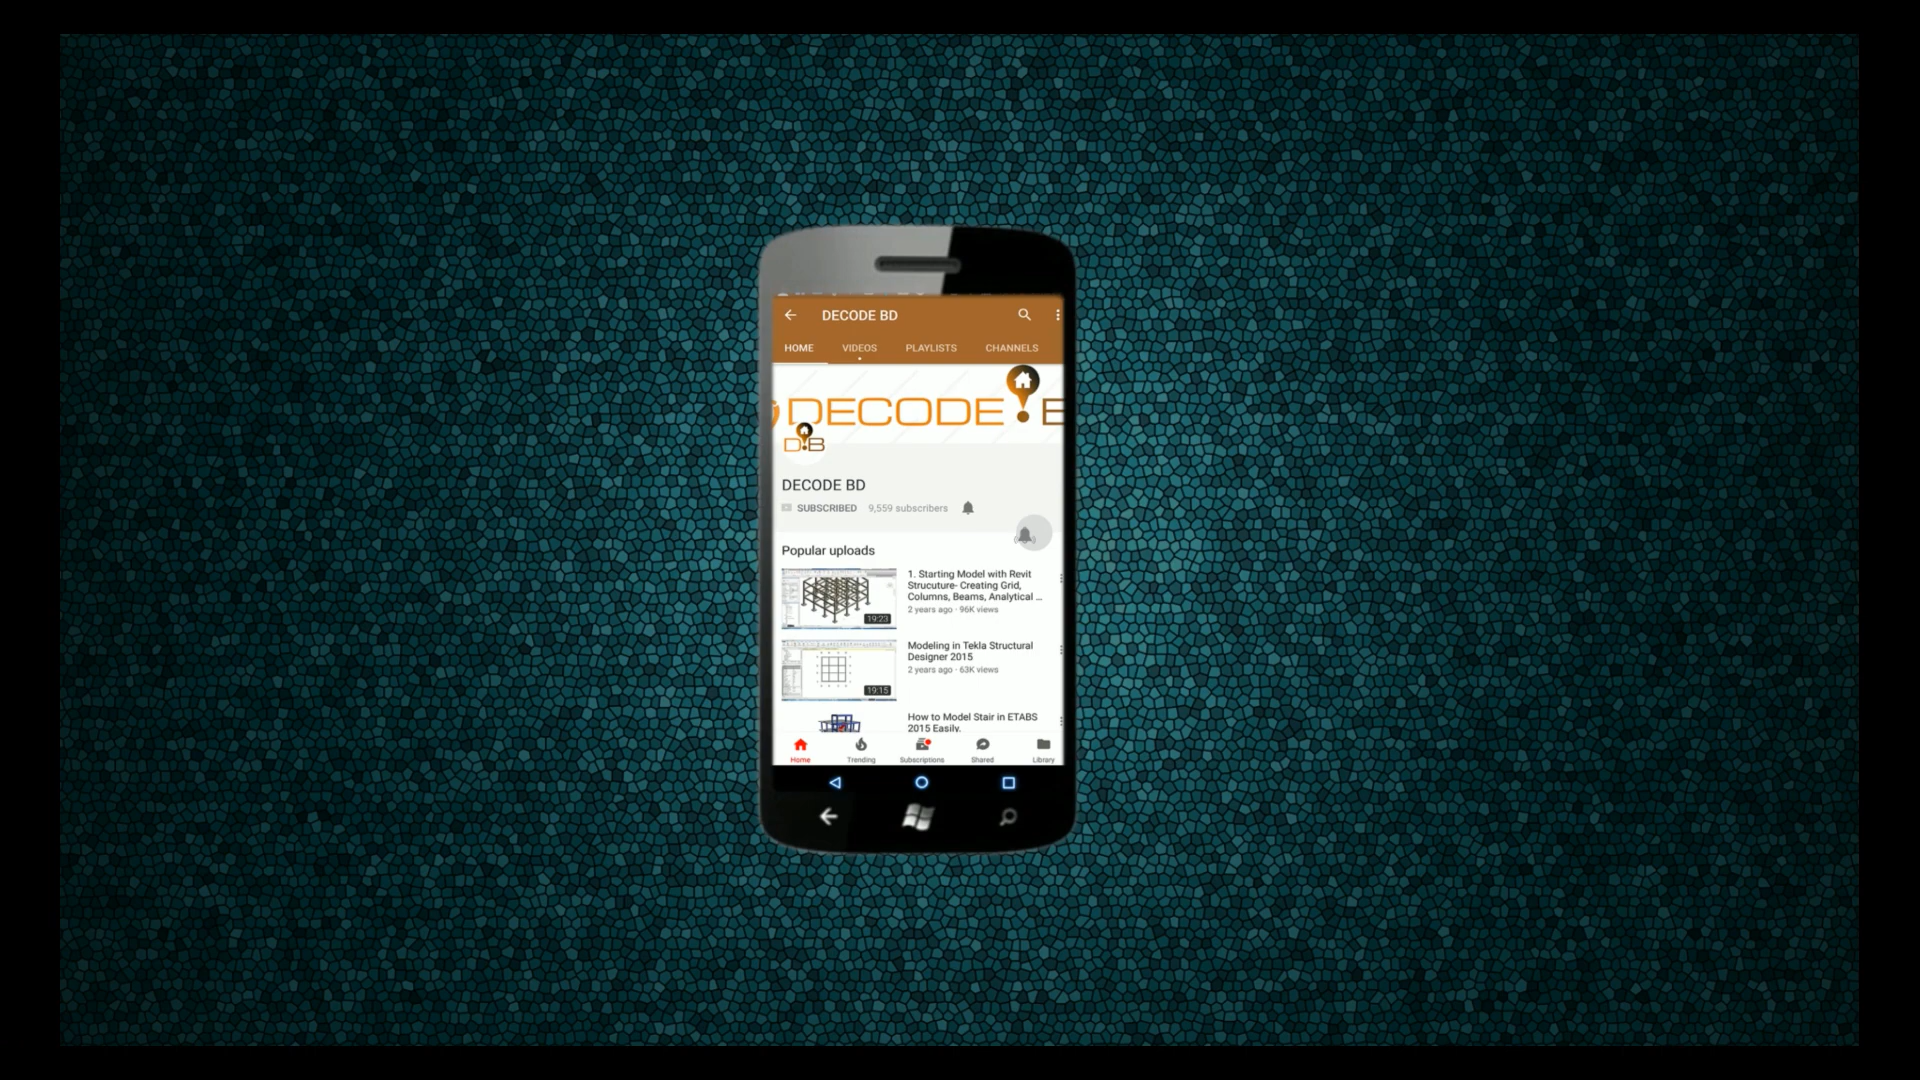 DECODE BD
HOME VIDEOS PLAYLISTS CHANNELS
DECODE E
D B
DECODE BD
SUBSCRIBED 9,559 subscribers
Popular uploads
1. Starting Model with Revit
Strucuture- Creating Grid,
Columns, Beams, Analytical ...
2 years ago · 96K views
19:23
Modeling in Tekla Structural
Designer 2015
2 years ago · 63K views
19:15
How to Model Stair in ETABS
2015 Easily.
Home Trending Subscriptions Shared Library